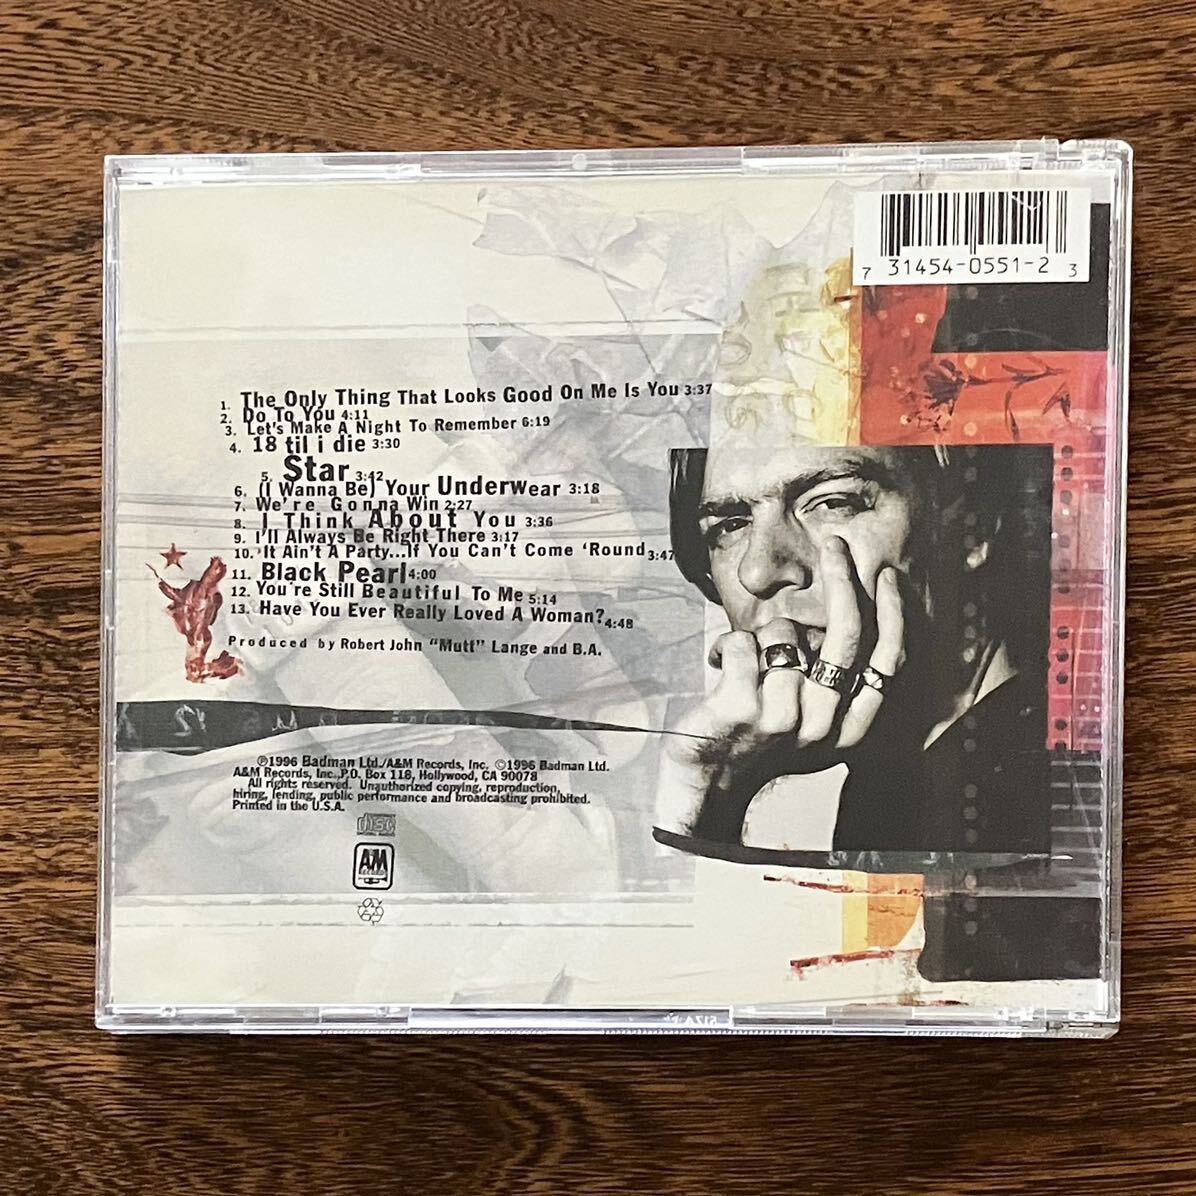 7 31454-0551-2 3
1. The Only Thing That Looks Good On Me Is You 3:37
2. Do To You 4:11
3. Let's Make A Night To Remember 6:19
4. 18 til i die 3:30
5. Star 3:42
6. (I Wanna Be) Your Underwear 3:18
7. We're Gonna Win 2:27
8. I Think About You 3:36
9. I'll Always Be Right There 3:17
10. It Ain't A Party...If You Can't Come 'Round 3:47
11. Black Pearl 4:00
12. You're Still Beautiful To Me 5:14
13. Have You Ever Really Loved A Woman? 4:48
Produced by Robert John "Mutt" Lange and B.A.
℗1996 Badman Ltd./A&M Records, Inc. ©1996 Badman Ltd.
A&M Records, Inc., P.O. Box 118, Hollywood, CA 90078
All rights reserved. Unauthorized copying, reproduction,
hiring, lending, public performance and broadcasting prohibited.
Printed in the U.S.A.
disc
A&M
RECORDS